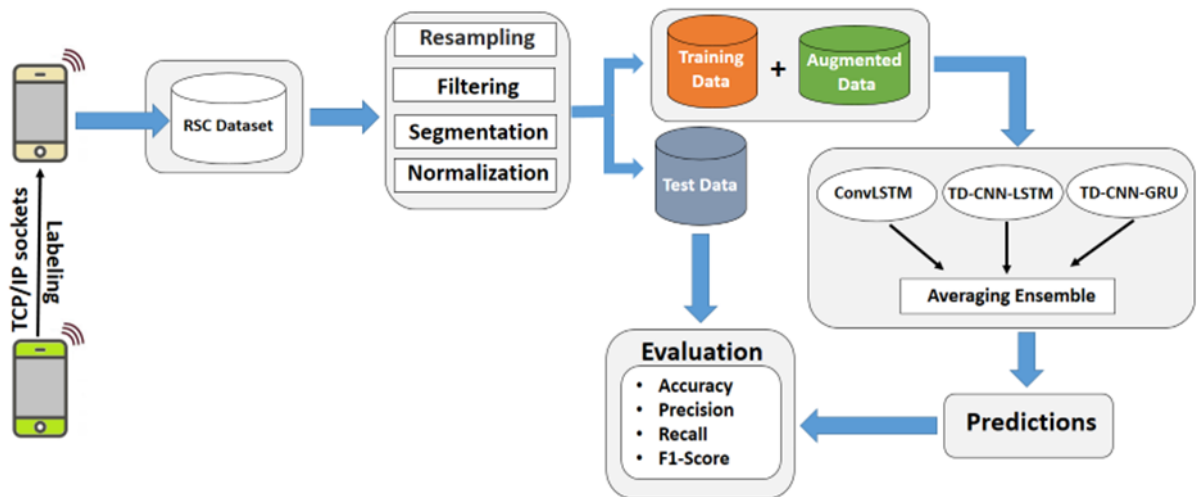 TCP/IP sockets
Labeling
RSC Dataset
Resampling
Filtering
Segmentation
Normalization
Training
Data
+
Augmented
Data
Test Data
ConvLSTM
TD-CNN-LSTM
TD-CNN-GRU
Averaging Ensemble
Predictions
Evaluation
• Accuracy
• Precision
• Recall
• F1-Score